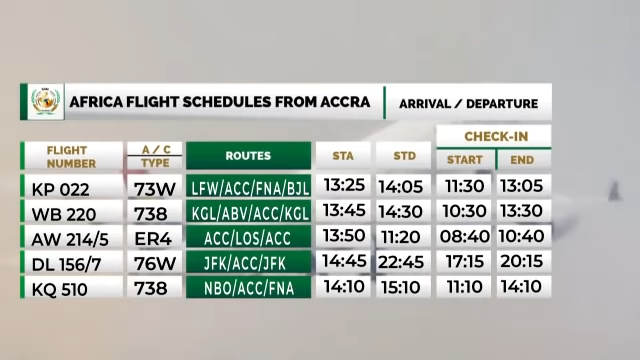 AFRICA FLIGHT SCHEDULES FROM ACCRA ARRIVAL / DEPARTURE
CHECK-IN
FLIGHT NUMBER A / C TYPE ROUTES STA STD START END
KP 022 73W LFW/ACC/FNA/BJL 13:25 14:05 11:30 13:05
WB 220 738 KGL/ABV/ACC/KGL 13:45 14:30 10:30 13:30
AW 214/5 ER4 ACC/LOS/ACC 13:50 11:20 08:40 10:40
DL 156/7 76W JFK/ACC/JFK 14:45 22:45 17:15 20:15
KQ 510 738 NBO/ACC/FNA 14:10 15:10 11:10 14:10